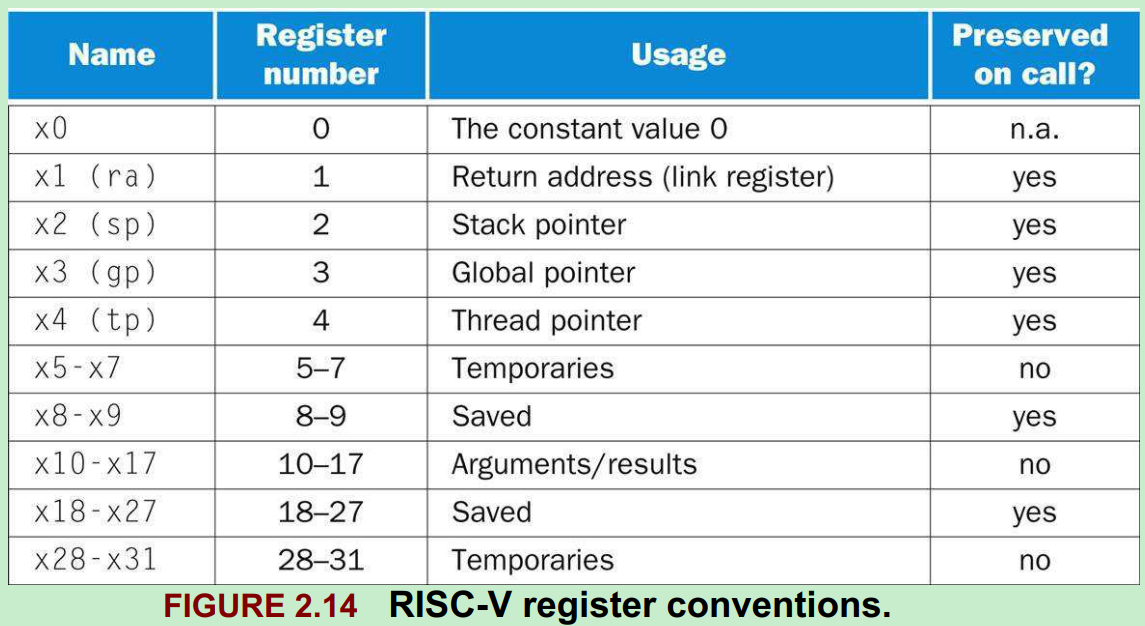 Name Register number Usage Preserved on call?
x0 0 The constant value 0 n.a.
x1 (ra) 1 Return address (link register) yes
x2 (sp) 2 Stack pointer yes
x3 (gp) 3 Global pointer yes
x4 (tp) 4 Thread pointer yes
x5-x7 5–7 Temporaries no
x8-x9 8–9 Saved yes
x10-x17 10–17 Arguments/results no
x18-x27 18–27 Saved yes
x28-x31 28–31 Temporaries no
FIGURE 2.14 RISC-V register conventions.